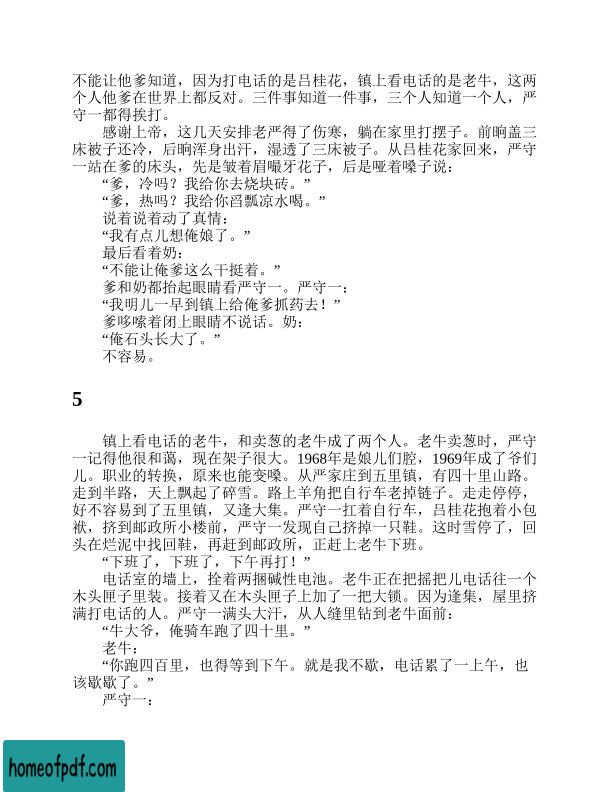 不能让他爹知道，因为打电话的是吕桂花，镇上看电话的是老牛，这两
个人他爹在世界上都反对。三件事知道一件事，三个人知道一个人，严
守一都得挨打。
感谢上帝，这几天安排老严得了伤寒，躺在家里打摆子。前晌盖三
床被子还冷，后晌浑身出汗，湿透了三床被子。从吕桂花家回来，严守
一站在爹的床头，先是皱着眉嘬牙花子，后是哑着嗓子说：
“爹，冷吗？我给你去烧块砖。”
“爹，热吗？我给你舀瓢凉水喝。”
说着说着动了真情：
“我有点儿想俺娘了。”
最后看着奶：
“不能让俺爹这么干挺着。”
爹和奶都抬起眼睛看严守一。严守一：
“我明儿一早到镇上给俺爹抓药去！”
爹哆嗦着闭上眼睛不说话。奶：
“俺石头长大了。”
不容易。
5
镇上看电话的老牛，和卖葱的老牛成了两个人。老牛卖葱时，严守
一记得他很和蔼，现在架子很大。1968年是娘儿们腔，1969年成了爷们
儿。职业的转换，原来也能变嗓。从严家庄到五里镇，有四十里山路。
走到半路，天上飘起了碎雪。路上羊角把自行车老掉链子。走走停停，
好不容易到了五里镇，又逢大集。严守一扛着自行车，吕桂花抱着小包
袱，挤到邮政所小楼前，严守一发现自己挤掉一只鞋。这时雪停了，回
头在烂泥中找回鞋，再赶到邮政所，正赶上老牛下班。
“下班了，下班了，下午再打！”
电话室的墙上，拴着两捆碱性电池。老牛正在把摇把儿电话往一个
木头匣子里装。接着又在木头匣子上加了一把大锁。因为逢集，屋里挤
满打电话的人。严守一满头大汗，从人缝里钻到老牛面前：
“牛大爷，俺骑车跑了四十里。”
老牛：
“你跑四百里，也得等到下午。就是我不歇，电话累了一上午，也
该歇歇了。”
严守一：
homeofpdf.com